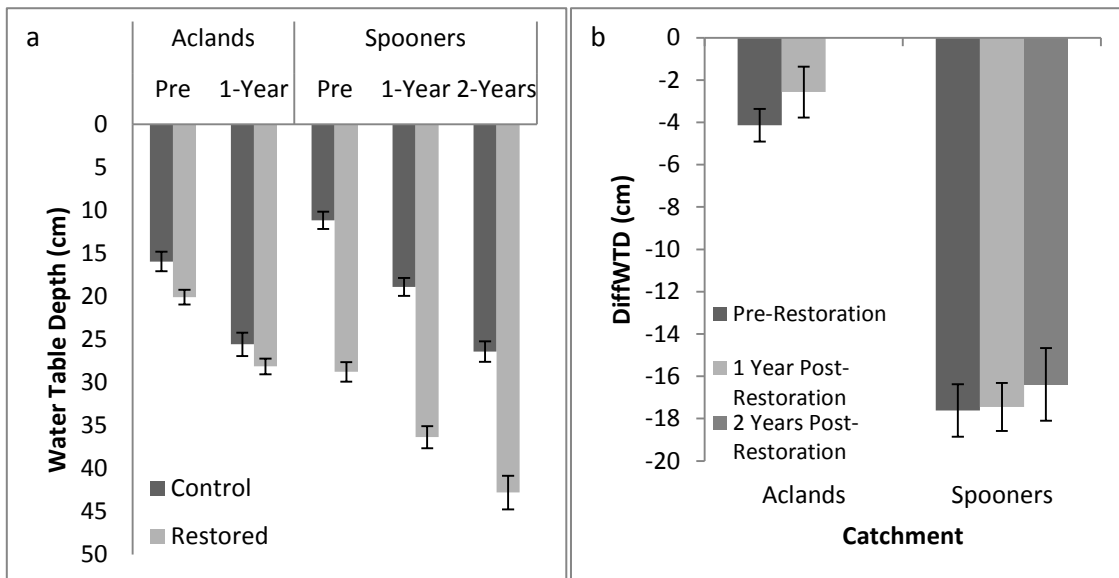 a
Aclands Spooners
Pre 1-Year Pre 1-Year 2-Years
0
5
10
15
20
25
30
35
40
45
50
Water Table Depth (cm)
Control
Restored
b
0
-2
-4
-6
-8
-10
-12
-14
-16
-18
-20
DiffWTD (cm)
Pre-Restoration
1 Year Post-
Restoration
2 Years Post-
Restoration
Aclands Spooners
Catchment